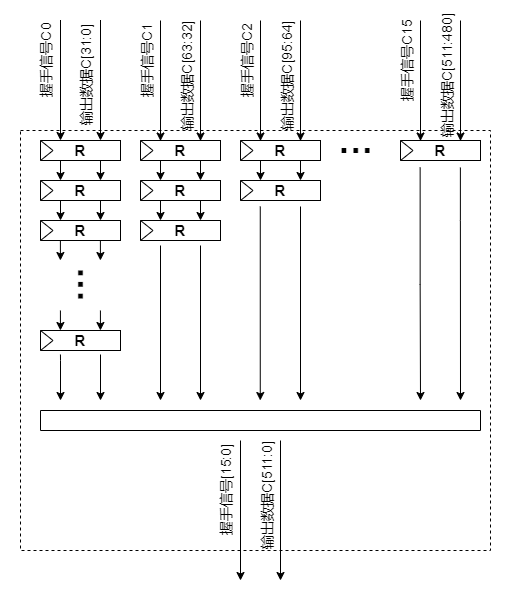 握手信号C0
输出数据C[31:0]
握手信号C1
输出数据C[63:32]
握手信号C2
输出数据C[95:64]
握手信号C15
输出数据C[511:480]
R
R
R
R
R
R
R
R
R
R
握手信号[15:0]
输出数据C[511:0]